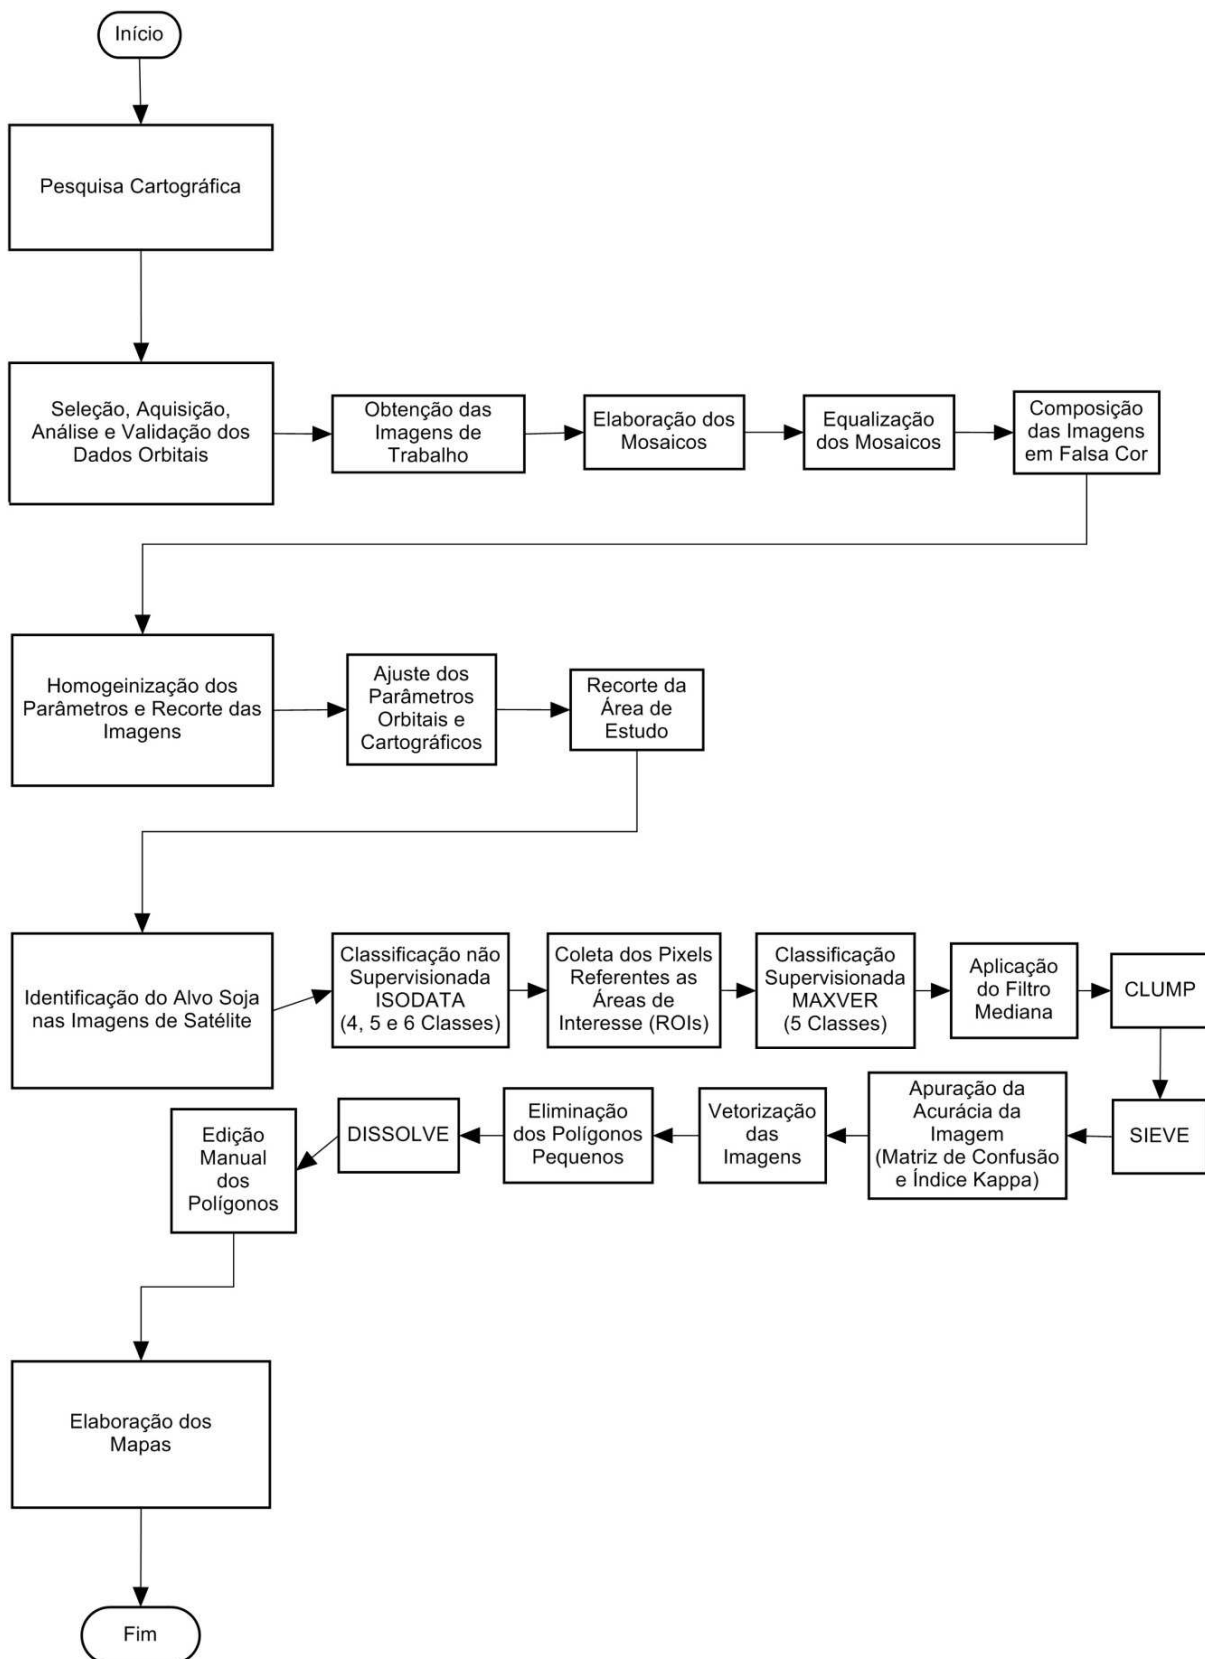 Início
Pesquisa Cartográfica
Seleção, Aquisição,
Análise e Validação dos
Dados Orbitais
Obtenção das
Imagens de
Trabalho
Elaboração dos
Mosaicos
Equalização
dos Mosaicos
Composição
das Imagens
em Falsa Cor
Homogeinização dos
Parâmetros e Recorte das
Imagens
Ajuste dos
Parâmetros
Orbitais e
Cartográficos
Recorte da
Área de
Estudo
Identificação do Alvo Soja
nas Imagens de Satélite
Classificação não
Supervisionada
ISODATA
(4, 5 e 6 Classes)
Coleta dos Pixels
Referentes as
Áreas de
Interesse (ROIs)
Classificação
Supervisionada
MAXVER
(5 Classes)
Aplicação
do Filtro
Mediana
CLUMP
SIEVE
Apuração da
Acurácia da
Imagem
(Matriz de Confusão
e Índice Kappa)
Vetorização
das
Imagens
Eliminação
dos Polígonos
Pequenos
DISSOLVE
Edição
Manual
dos
Polígonos
Elaboração dos
Mapas
Fim